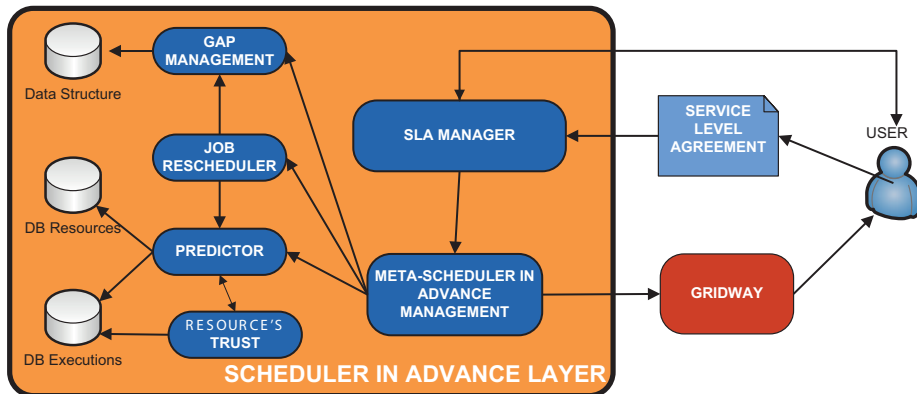 GAP
MANAGEMENT
Data Structure
SLA MANAGER
SERVICE
LEVEL
AGREEMENT
USER
JOB
RESCHEDULER
DB Resources
PREDICTOR
META-SCHEDULER IN
ADVANCE
MANAGEMENT
GRIDWAY
RESOURCE'S
TRUST
DB Executions
SCHEDULER IN ADVANCE LAYER